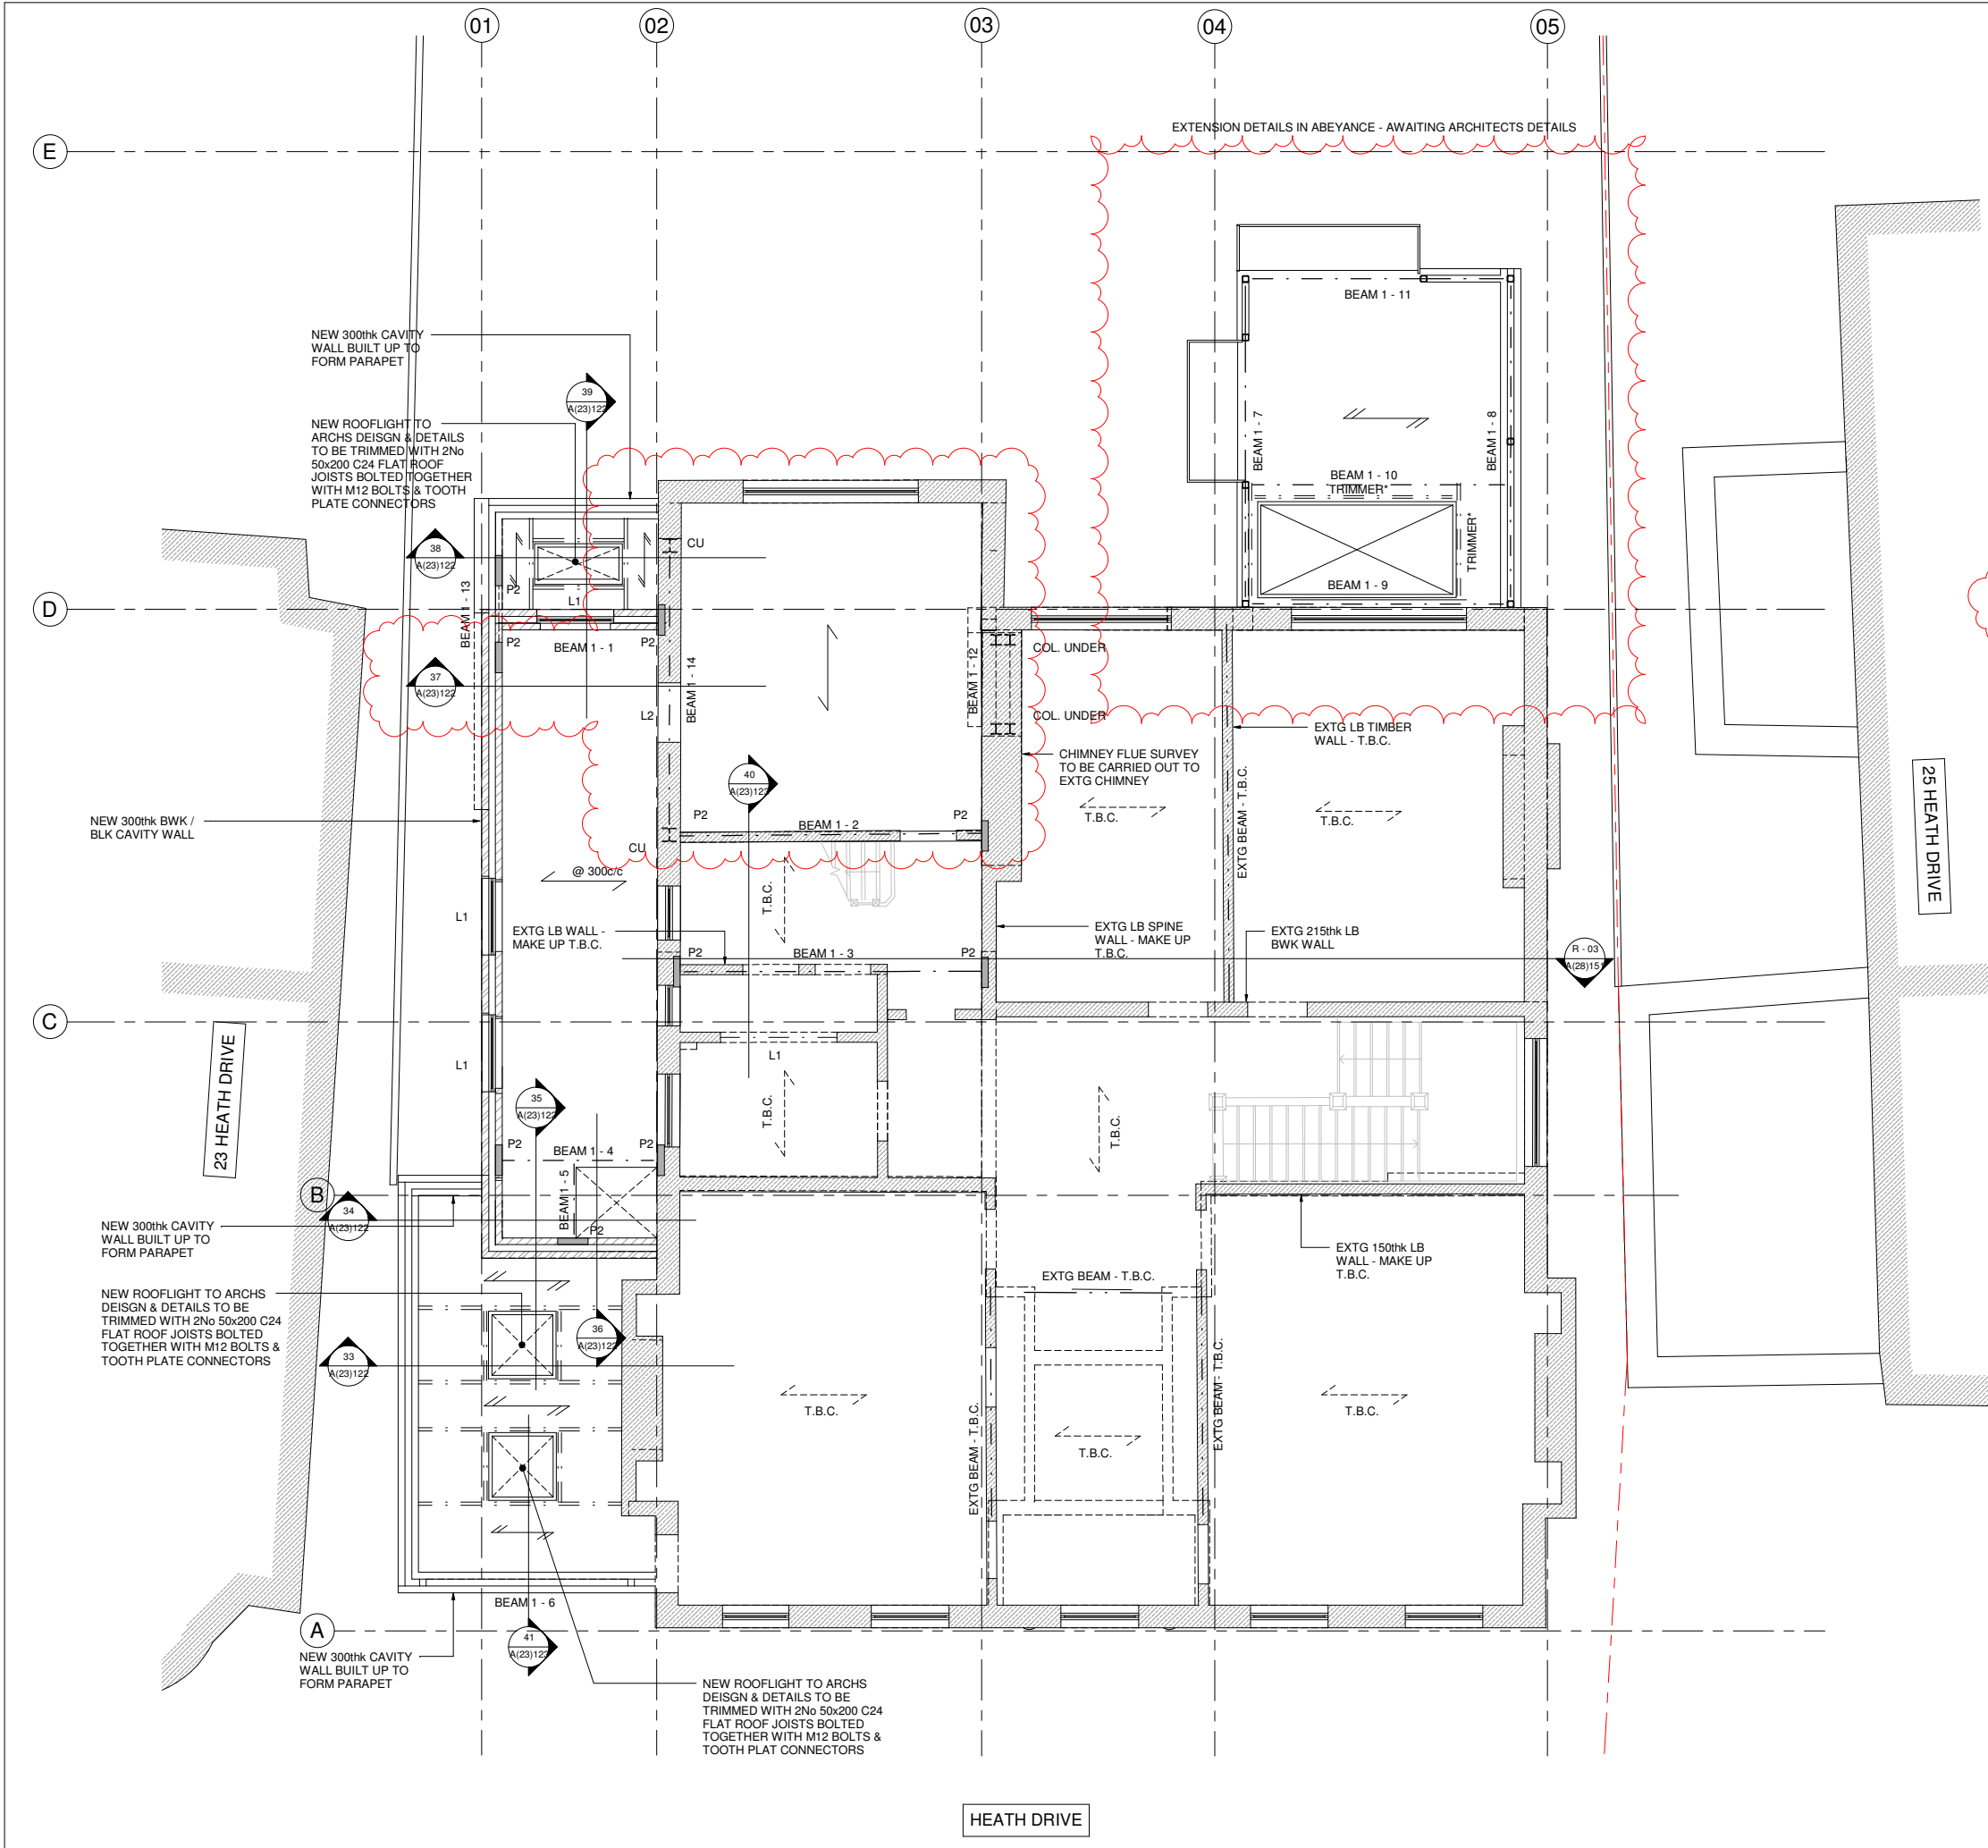 01
02
03
04
05
EXTENSION DETAILS IN ABEYANCE - AWAITING ARCHITECTS DETAILS
E
BEAM 1 - 11
NEW 300thk CAVITY
WALL BUILT UP TO
FORM PARAPET
39
A(23)122
NEW ROOFLIGHT TO
ARCHS DEISGN & DETAILS
TO BE TRIMMED WITH 2No
50x200 C24 FLAT ROOF
JOISTS BOLTED TOGETHER
WITH M12 BOLTS & TOOTH
PLATE CONNECTORS
BEAM 1 - 7
BEAM 1 - 8
BEAM 1 - 10
TRIMMER*
TRIMMER*
BEAM 1 - 9
CU
38
A(23)122
P2
L1
D
BEAM 1 - 13
P2
BEAM 1 - 1
P2
37
A(23)122
L2
BEAM 1 - 14
BEAM 1 - 12
COL. UNDER
COL. UNDER
EXTG LB TIMBER
WALL - T.B.C.
CHIMNEY FLUE SURVEY
TO BE CARRIED OUT TO
EXTG CHIMNEY
40
A(23)122
EXTG BEAM - T.B.C.
T.B.C.
T.B.C.
25 HEATH DRIVE
NEW 300thk BWK /
BLK CAVITY WALL
P2
BEAM 1 - 2
P2
CU
@ 300c/c
T.B.C.
L1
EXTG LB WALL -
MAKE UP T.B.C.
EXTG LB SPINE
WALL - MAKE UP
T.B.C.
EXTG 215thk LB
BWK WALL
P2
BEAM 1 - 3
P2
R - 03
A(28)151
C
23 HEATH DRIVE
L1
L1
T.B.C.
T.B.C.
35
A(23)122
P2
BEAM 1 - 4
P2
BEAM 1 - 5
P2
B
34
A(23)122
NEW 300thk CAVITY
WALL BUILT UP TO
FORM PARAPET
EXTG 150thk LB
WALL - MAKE UP
T.B.C.
EXTG BEAM - T.B.C.
NEW ROOFLIGHT TO ARCHS
DEISGN & DETAILS TO BE
TRIMMED WITH 2No 50x200 C24
FLAT ROOF JOISTS BOLTED
TOGETHER WITH M12 BOLTS &
TOOTH PLATE CONNECTORS
36
A(23)122
33
A(23)122
T.B.C.
EXTG BEAM - T.B.C.
T.B.C.
EXTG BEAM - T.B.C.
T.B.C.
BEAM 1 - 6
A
41
A(23)122
NEW 300thk CAVITY
WALL BUILT UP TO
FORM PARAPET
NEW ROOFLIGHT TO ARCHS
DEISGN & DETAILS TO BE
TRIMMED WITH 2No 50x200 C24
FLAT ROOF JOISTS BOLTED
TOGETHER WITH M12 BOLTS &
TOOTH PLAT CONNECTORS
HEATH DRIVE